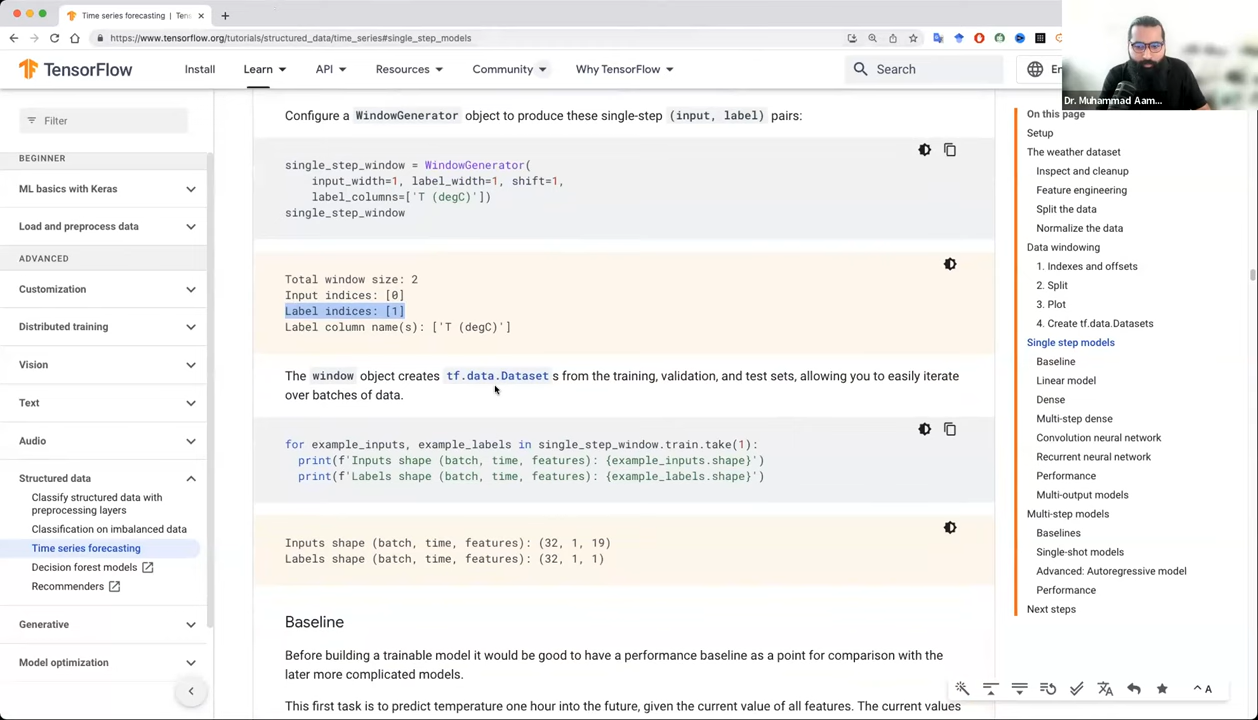 Time series forecasting | Tens
https://www.tensorflow.org/tutorials/structured_data/time_series#single_step_models
TensorFlow
Install
Learn
API
Resources
Community
Why TensorFlow
Search
Dr. Muhammad Aam...
Filter
BEGINNER
ML basics with Keras
Load and preprocess data
ADVANCED
Customization
Distributed training
Vision
Text
Audio
Structured data
Classify structured data with
preprocessing layers
Classification on imbalanced data
Time series forecasting
Decision forest models
Recommenders
Generative
Model optimization
Configure a WindowGenerator object to produce these single-step (input, label) pairs:
single_step_window = WindowGenerator(
input_width=1, label_width=1, shift=1,
label_columns=['T (degC)'])
single_step_window
Total window size: 2
Input indices: [0]
Label indices: [1]
Label column name(s): ['T (degC)']
The window object creates tf.data.Dataset s from the training, validation, and test sets, allowing you to easily iterate
over batches of data.
for example_inputs, example_labels in single_step_window.train.take(1):
print(f'Inputs shape (batch, time, features): {example_inputs.shape}')
print(f'Labels shape (batch, time, features): {example_labels.shape}')
Inputs shape (batch, time, features): (32, 1, 19)
Labels shape (batch, time, features): (32, 1, 1)
Baseline
Before building a trainable model it would be good to have a performance baseline as a point for comparison with the
later more complicated models.
This first task is to predict temperature one hour into the future, given the current value of all features. The current values
On this page
Setup
The weather dataset
Inspect and cleanup
Feature engineering
Split the data
Normalize the data
Data windowing
1. Indexes and offsets
2. Split
3. Plot
4. Create tf.data.Datasets
Single step models
Baseline
Linear model
Dense
Multi-step dense
Convolution neural network
Recurrent neural network
Performance
Multi-output models
Multi-step models
Baselines
Single-shot models
Advanced: Autoregressive model
Performance
Next steps
A